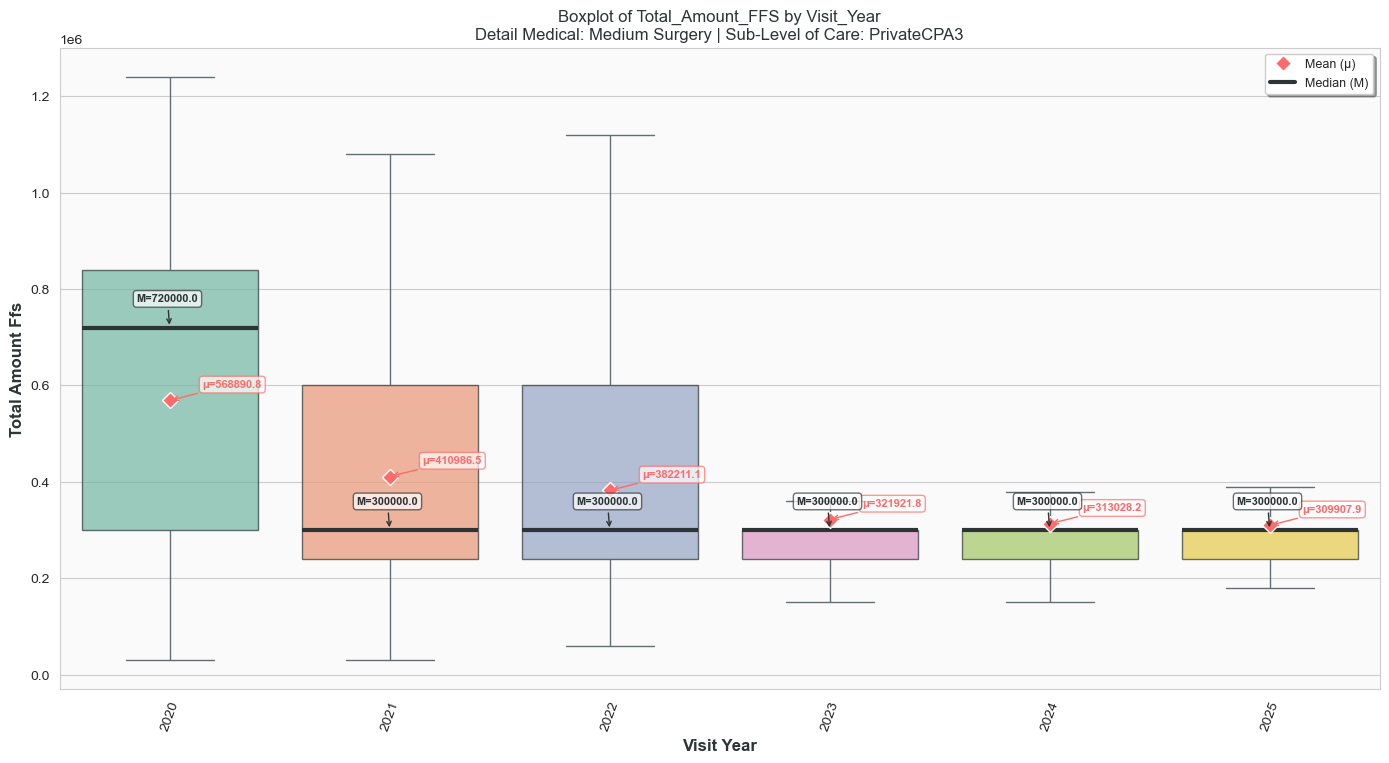 Boxplot of Total_Amount_FFS by Visit_Year
Detail Medical: Medium Surgery | Sub-Level of Care: PrivateCPA3
1e6
Mean (μ)
Median (M)
1.2
1.0
0.8
0.6
0.4
0.2
0.0
Total Amount Ffs
M=720000.0
μ=568890.8
μ=410986.5
M=300000.0
μ=382211.1
M=300000.0
M=300000.0
μ=321921.8
M=300000.0
μ=313028.2
M=300000.0
μ=309907.9
2020
2021
2022
2023
2024
2025
Visit Year